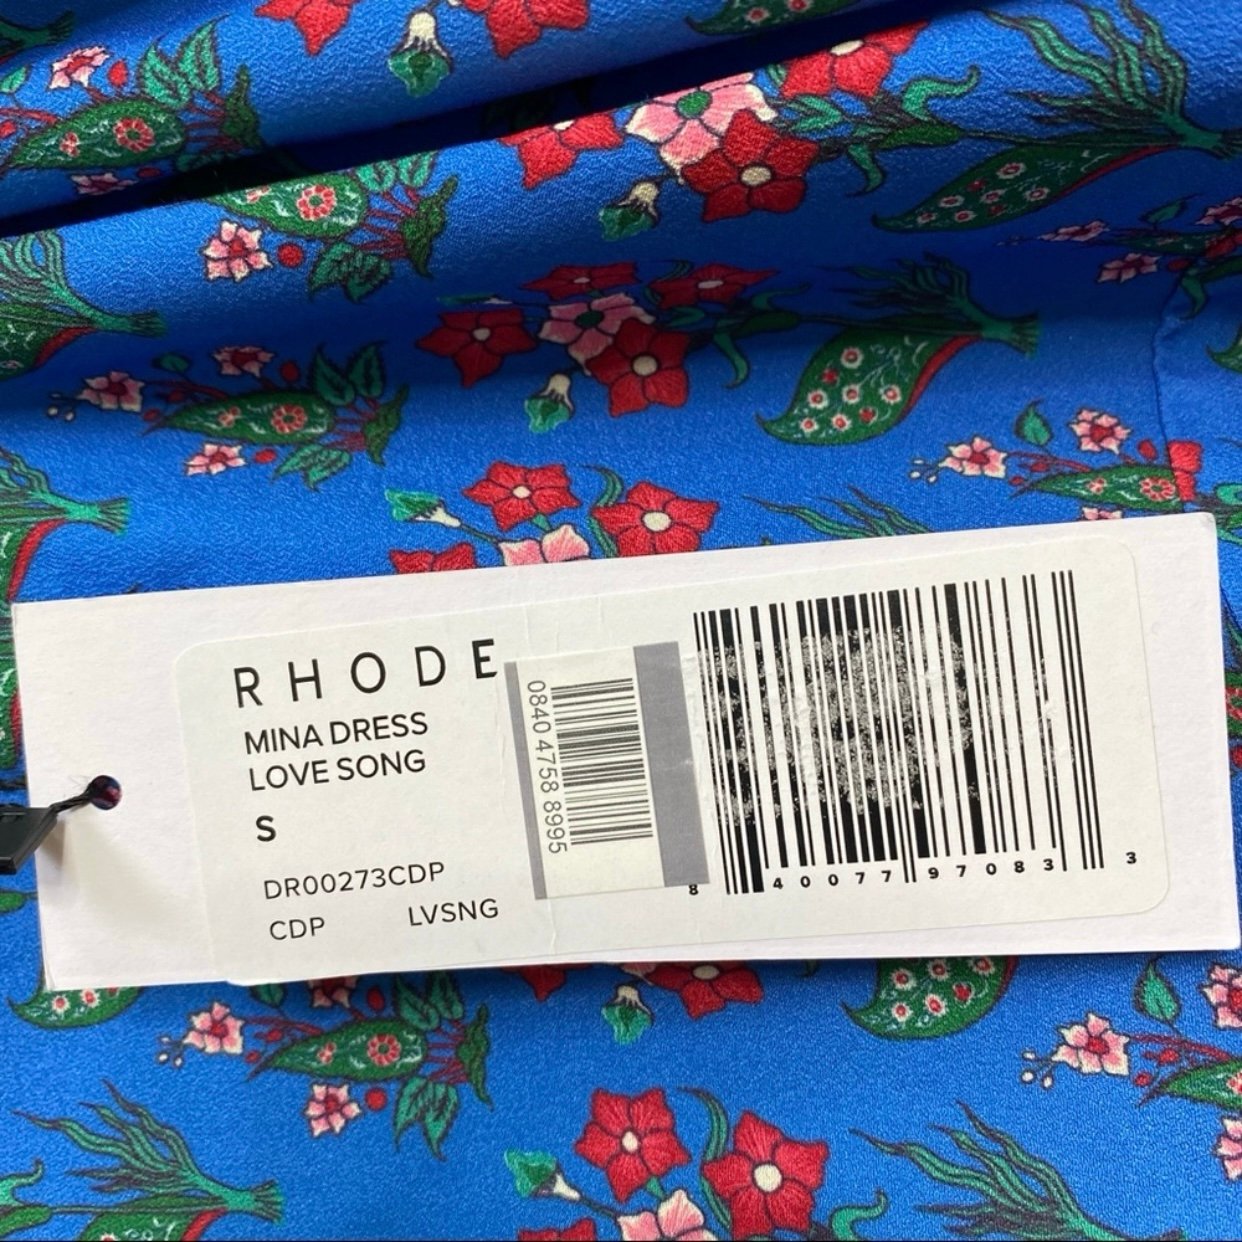 RHODE
MINA DRESS
LOVE SONG
S
DR00273CDP
CDP LVSNG
0840 4758 8995
8 40077 97083 3